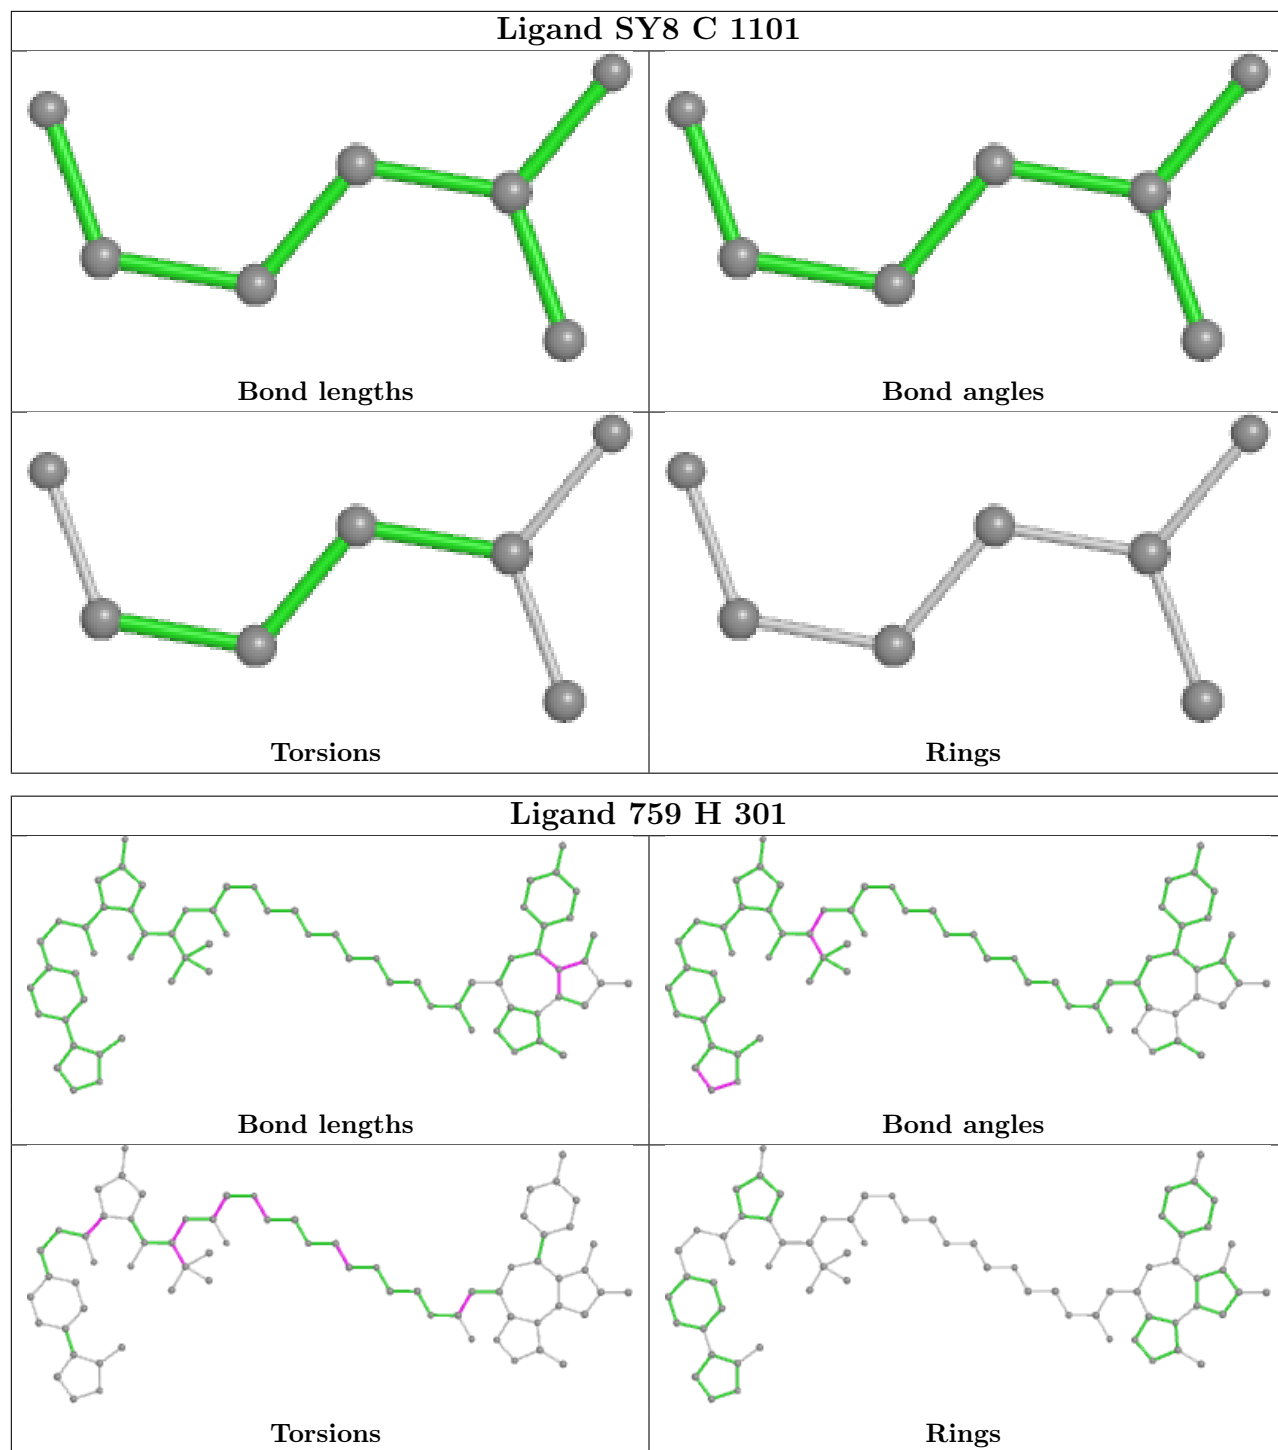 Ligand SY8 C 1101
Bond lengths
Bond angles
Torsions
Rings
Ligand 759 H 301
Bond lengths
Bond angles
Torsions
Rings